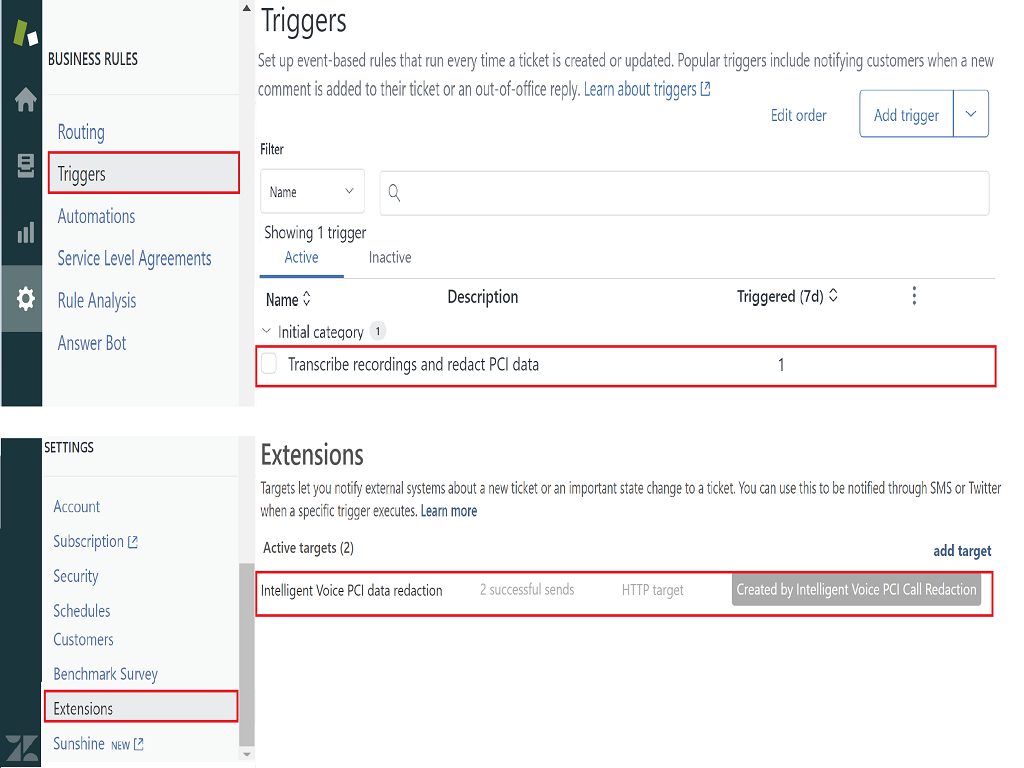 BUSINESS RULES
Routing
Triggers
Automations
Service Level Agreements
Rule Analysis
Answer Bot
Triggers
Set up event-based rules that run every time a ticket is created or updated. Popular triggers include notifying customers when a new
comment is added to their ticket or an out-of-office reply. Learn about triggers
Edit order
Add trigger
Filter
Name
Showing 1 trigger
Active Inactive
Name Description Triggered (7d)
Initial category 1
Transcribe recordings and redact PCI data 1
SETTINGS
Account
Subscription
Security
Schedules
Customers
Benchmark Survey
Extensions
Sunshine NEW
Extensions
Targets let you notify external systems about a new ticket or an important state change to a ticket. You can use this to be notified through SMS or Twitter
when a specific trigger executes. Learn more
Active targets (2)
add target
Intelligent Voice PCI data redaction 2 successful sends HTTP target Created by Intelligent Voice PCI Call Redaction